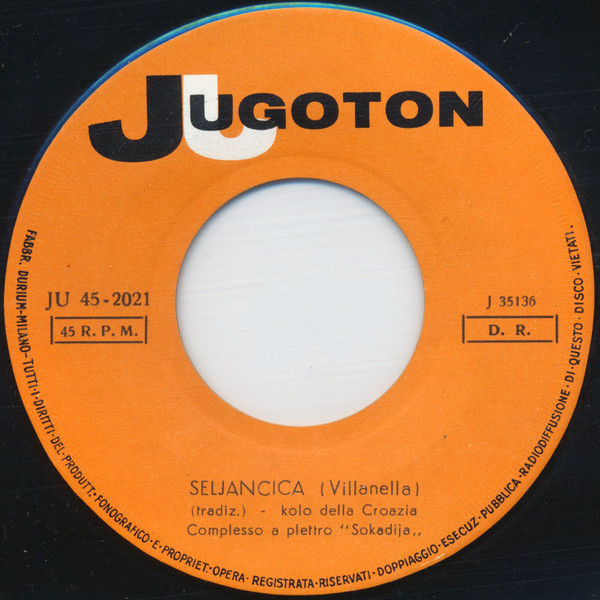 JUGOTON
JU 45-2021
45 R. P. M.
J 35136
D. R.
SELJANCICA (Villanella)
(tradiz.) - kolo della Croazia
Complesso a plettro "Sokadija,,
FABBR. DURIUM-MILANO-TUTTI·I·DIRITTI·DEL·PRODUTT.·FONOGRAFICO·E·PROPRIET.·OPERA·REGISTRATA·RISERVATI·DOPPIAGGIO·ESECUZ·PUBBLICA·RADIODIFFUSIONE·DI·QUESTO·DISCO·VIETATI.